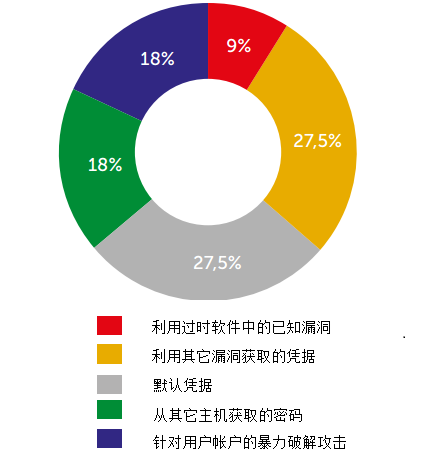 9%
18%
27,5%
18%
27,5%
利用过时软件中的已知漏洞
利用其它漏洞获取的凭据
默认凭据
从其它主机获取的密码
针对用户帐户的暴力破解攻击